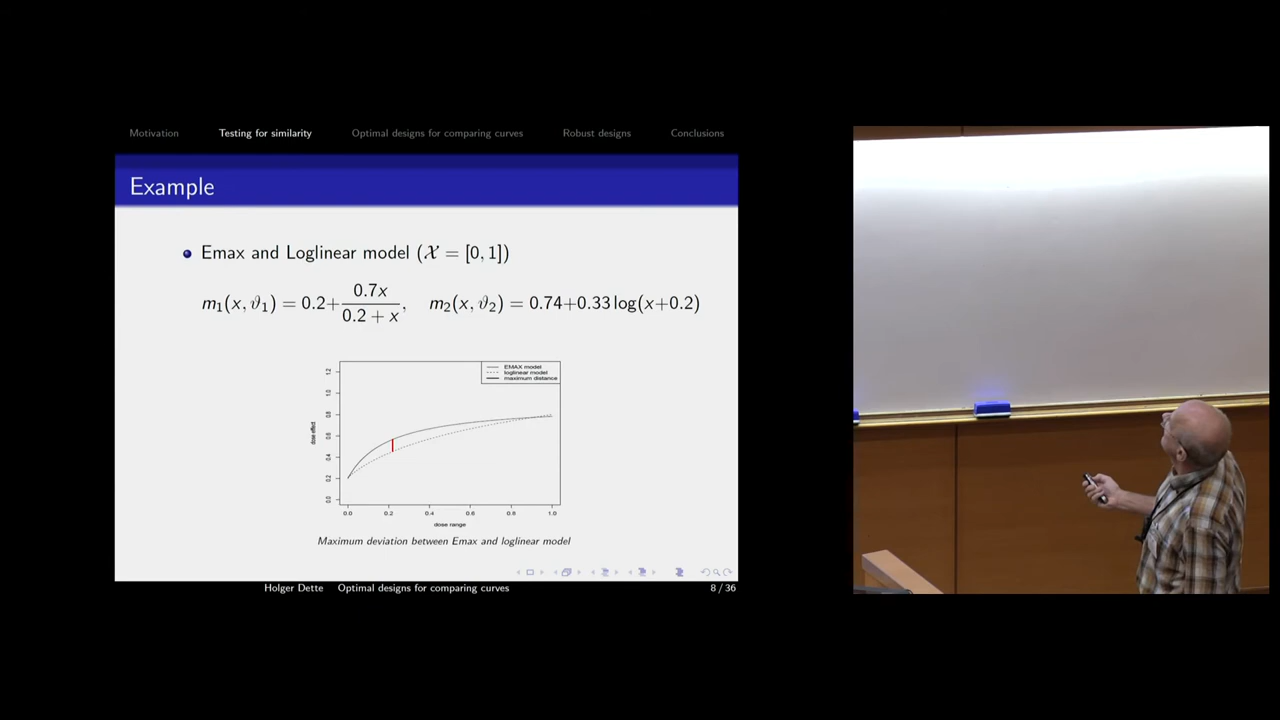 Motivation Testing for similarity Optimal designs for comparing curves Robust designs Conclusions
Example
Emax and Loglinear model (𝒳 = [0, 1])
m₁(x, ϑ₁) = 0.2+ 0.7x / 0.2 + x, m₂(x, ϑ₂) = 0.74+0.33 log(x+0.2)
EMAX model
loglinear model
maximum distance
dose effect
1.2
1.0
0.8
0.6
0.4
0.2
0.0
0.0 0.2 0.4 0.6 0.8 1.0
dose range
Maximum deviation between Emax and loglinear model
Holger Dette Optimal designs for comparing curves 8 / 36